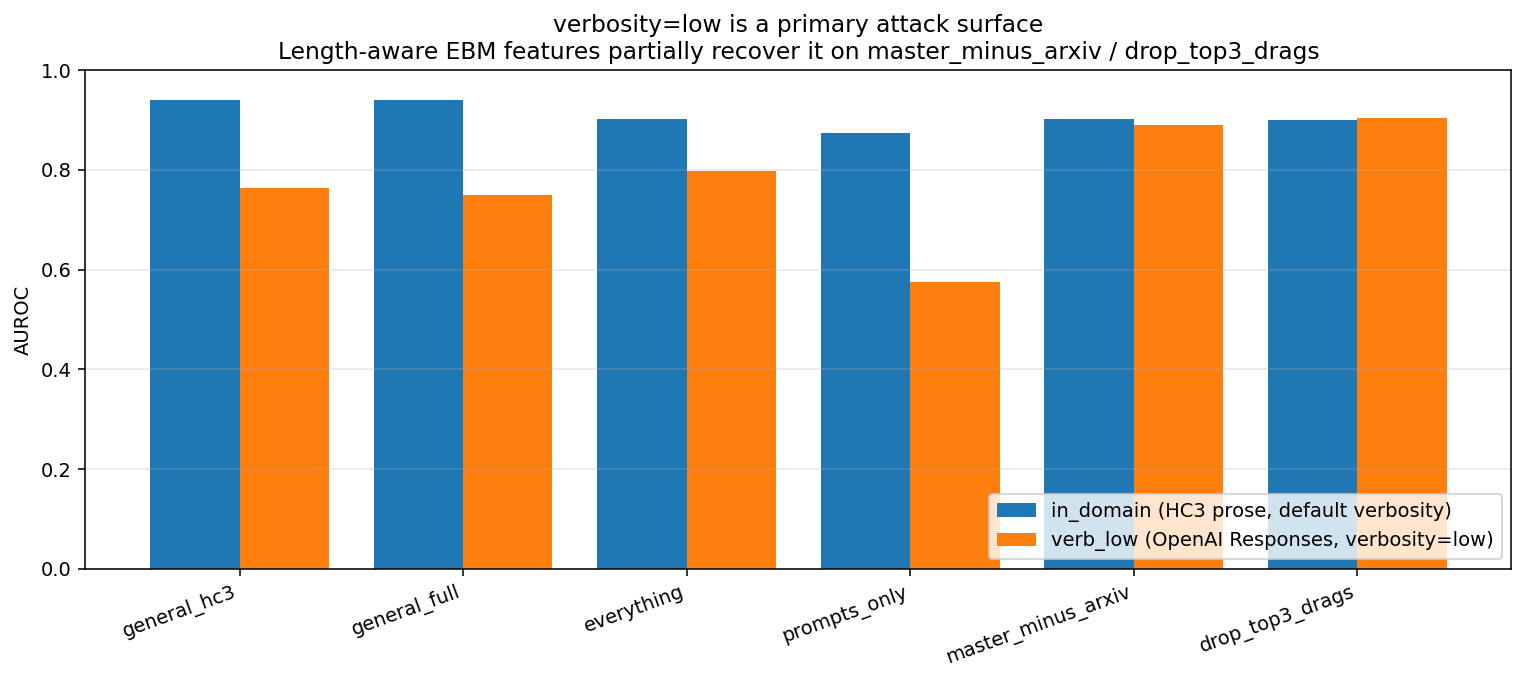 verbosity=low is a primary attack surface
Length-aware EBM features partially recover it on master_minus_arxiv / drop_top3_drags
1.0
0.8
0.6
0.4
0.2
0.0
AUROC
in_domain (HC3 prose, default verbosity)
verb_low (OpenAI Responses, verbosity=low)
general_hc3
general_full
everything
prompts_only
master_minus_arxiv
drop_top3_drags